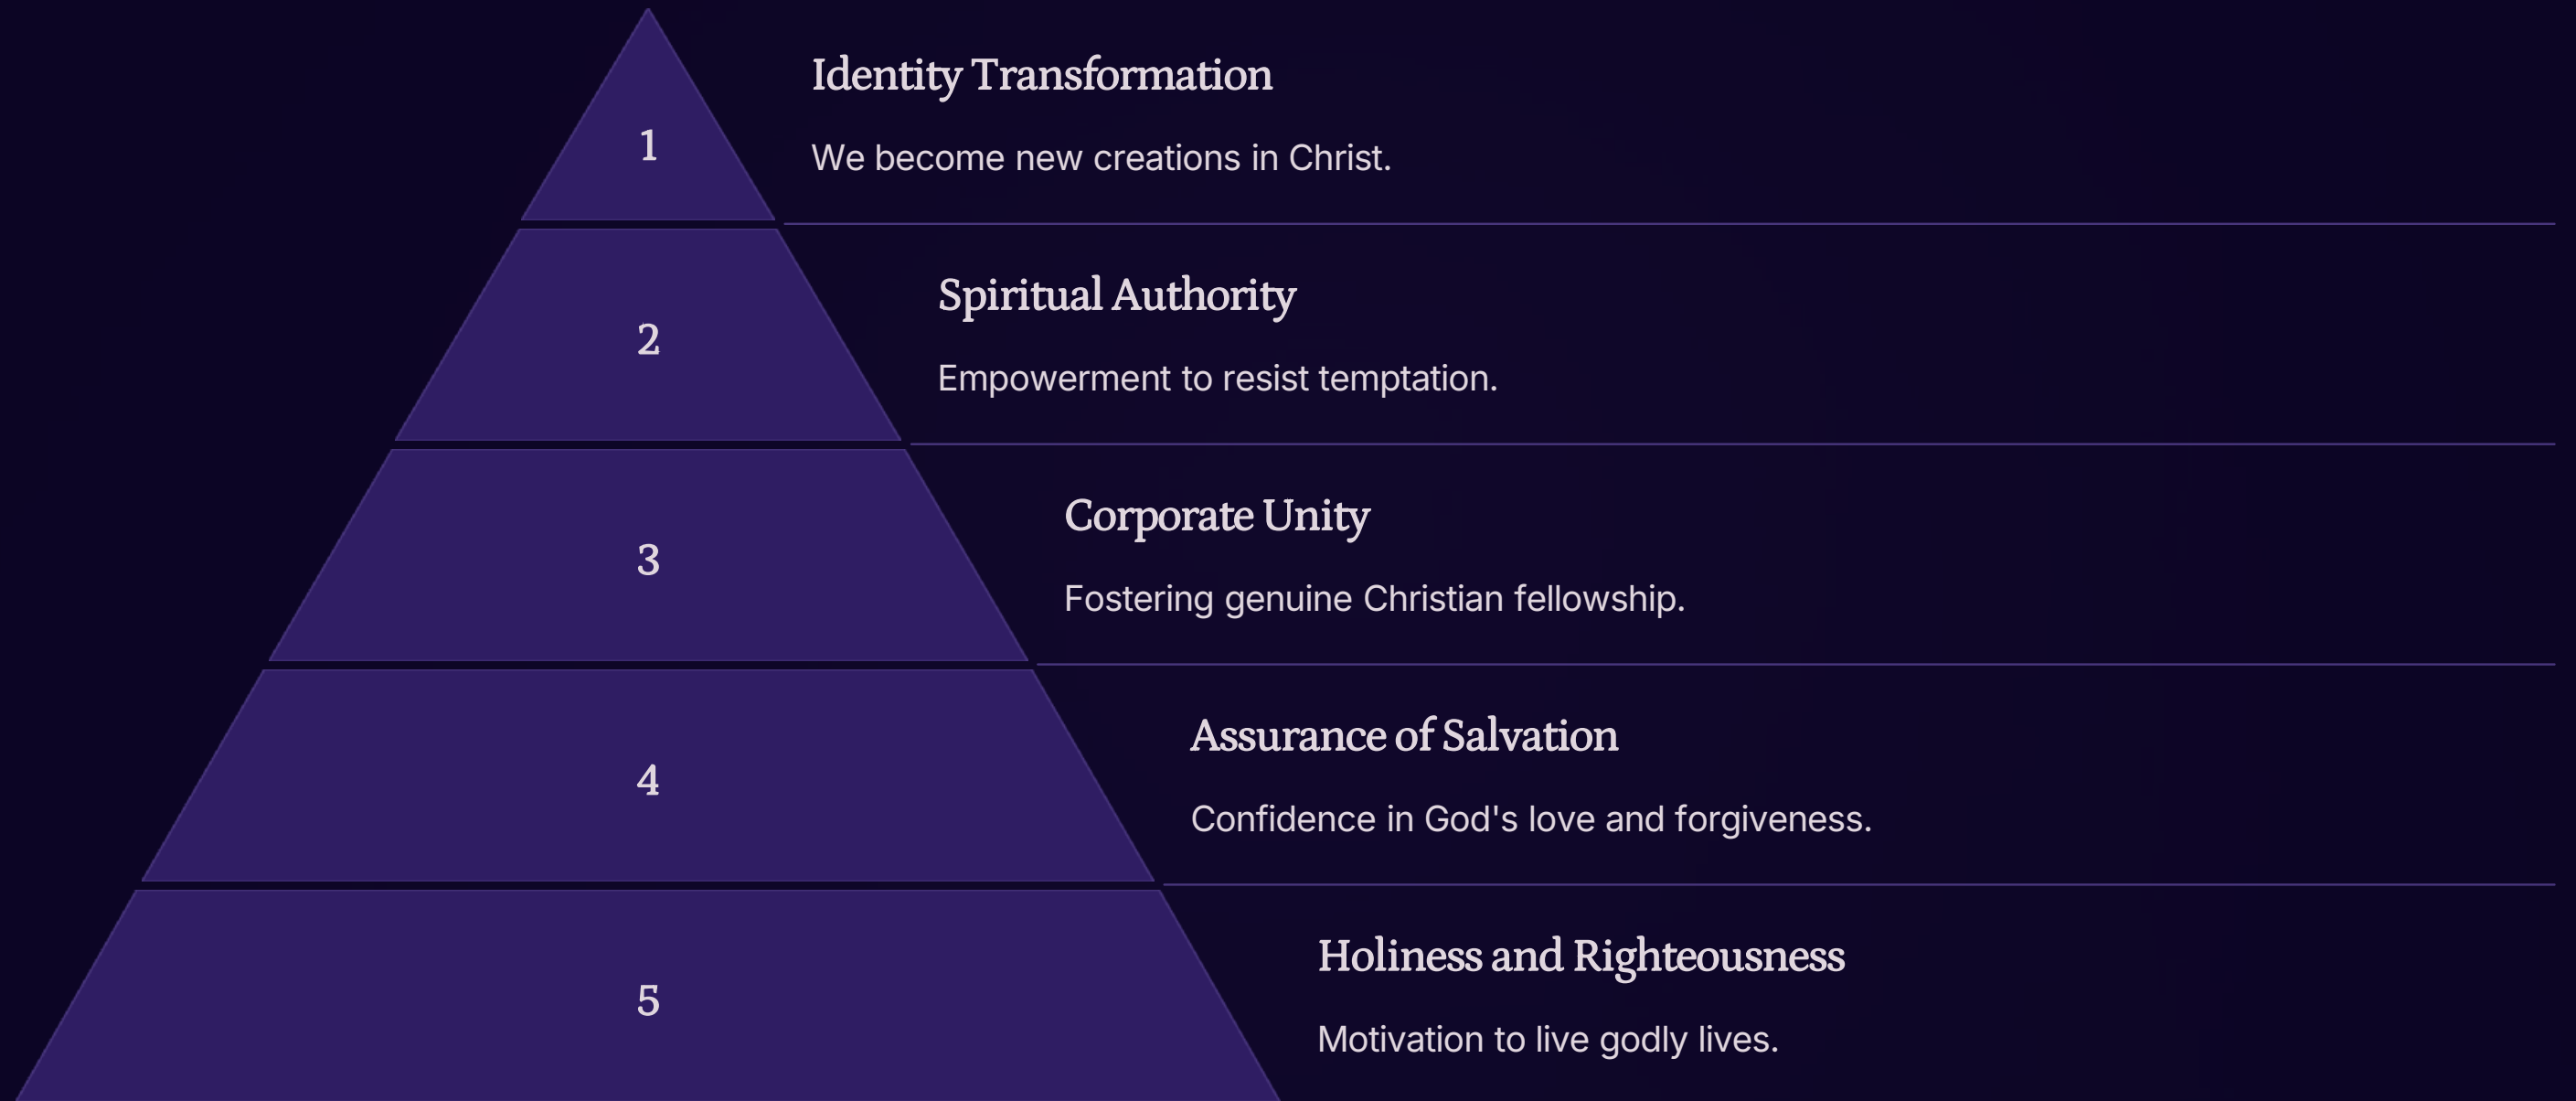 1
Identity Transformation
We become new creations in Christ.
2
Spiritual Authority
Empowerment to resist temptation.
3
Corporate Unity
Fostering genuine Christian fellowship.
4
Assurance of Salvation
Confidence in God's love and forgiveness.
5
Holiness and Righteousness
Motivation to live godly lives.